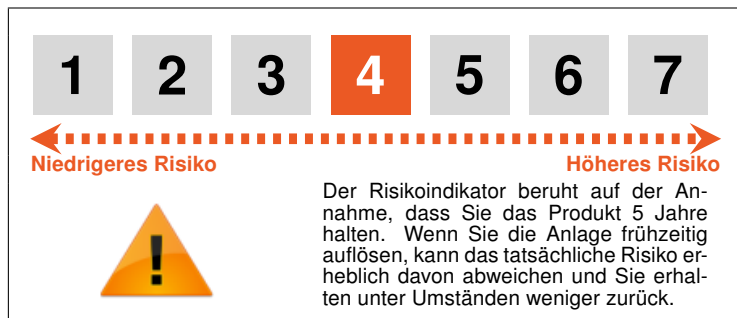 1 2 3 4 5 6 7
Niedrigeres Risiko Höheres Risiko
!
Der Risikoindikator beruht auf der An-
nahme, dass Sie das Produkt 5 Jahre
halten. Wenn Sie die Anlage frühzeitig
auflösen, kann das tatsächliche Risiko er-
heblich davon abweichen und Sie erhal-
ten unter Umständen weniger zurück.